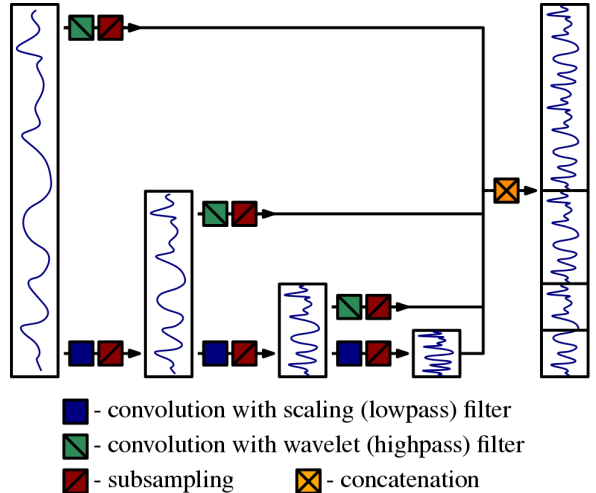 - convolution with scaling (lowpass) filter
- convolution with wavelet (highpass) filter
- subsampling - concatenation